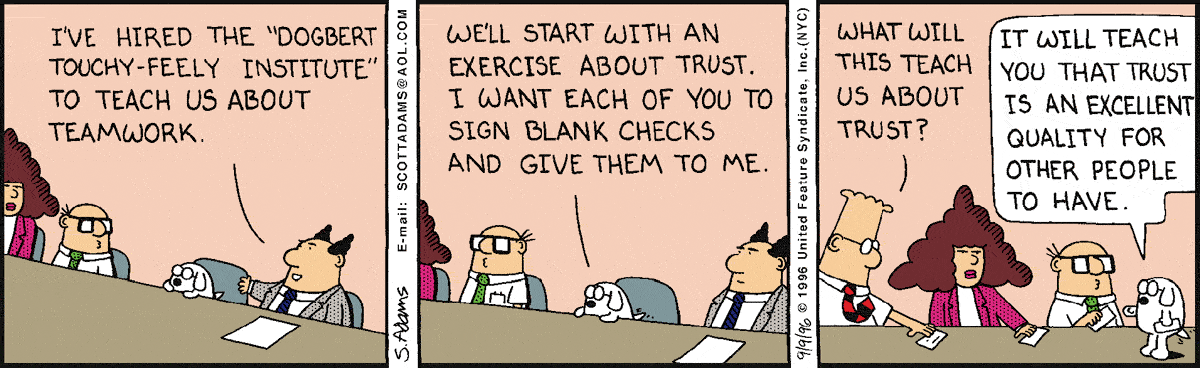 I'VE HIRED THE "DOGBERT
TOUCHY-FEELY INSTITUTE"
TO TEACH US ABOUT
TEAMWORK.
S. Adams
E-mail: SCOTTADAMS@AOL.COM
WE'LL START WITH AN
EXERCISE ABOUT TRUST.
I WANT EACH OF YOU TO
SIGN BLANK CHECKS
AND GIVE THEM TO ME.
9/9/96 © 1996 United Feature Syndicate, Inc.(NYC)
WHAT WILL
THIS TEACH
US ABOUT
TRUST?
IT WILL TEACH
YOU THAT TRUST
IS AN EXCELLENT
QUALITY FOR
OTHER PEOPLE
TO HAVE.